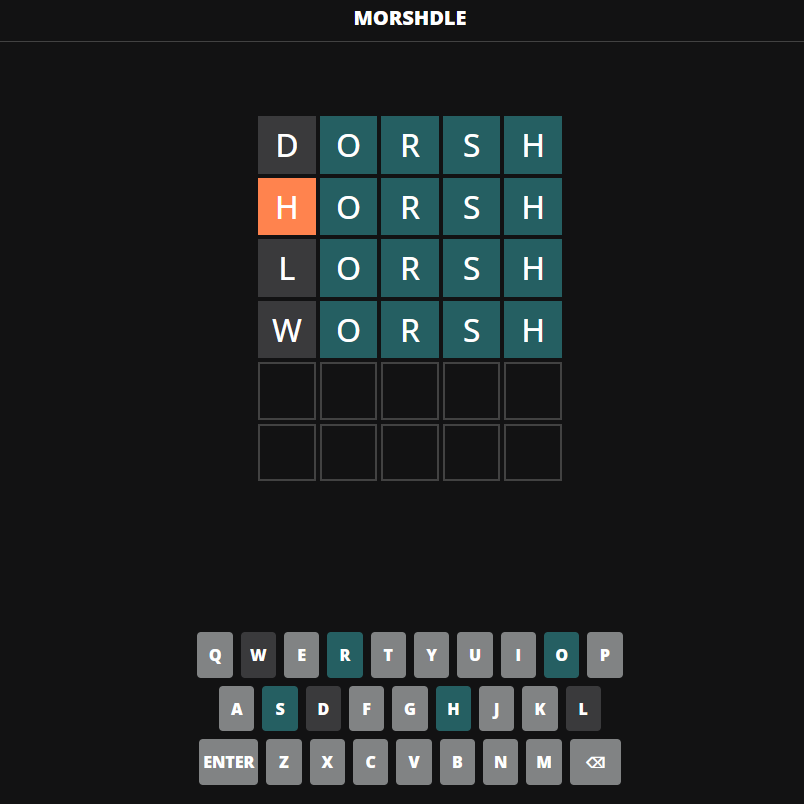 MORSHDLE
D O R S H
H O R S H
L O R S H
W O R S H
Q W E R T Y U I O P
A S D F G H J K L
ENTER Z X C V B N M ⌫